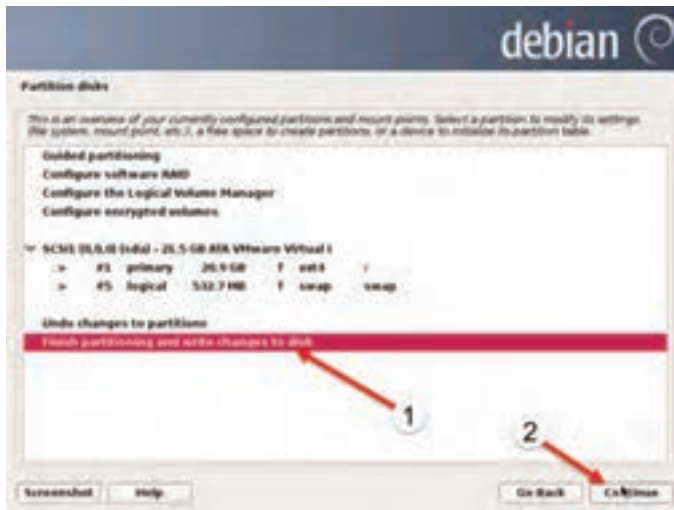 debian
Partition disks
This is an overview of your currently configured partitions and mount points. Select a partition to modify its settings
(file system, mount point, etc.), a free space to create partitions, or a device to initialize its partition table.
Guided partitioning
Configure software RAID
Configure the Logical Volume Manager
Configure encrypted volumes
SCSI1 (0,0,0) (sda) - 21.5 GB ATA VMware Virtual I
> #1 primary 20.9 GB f ext4 /
> #5 logical 532.7 MB f swap swap
Undo changes to partitions
Finish partitioning and write changes to disk
1
2
Screenshot Help Go Back Continue